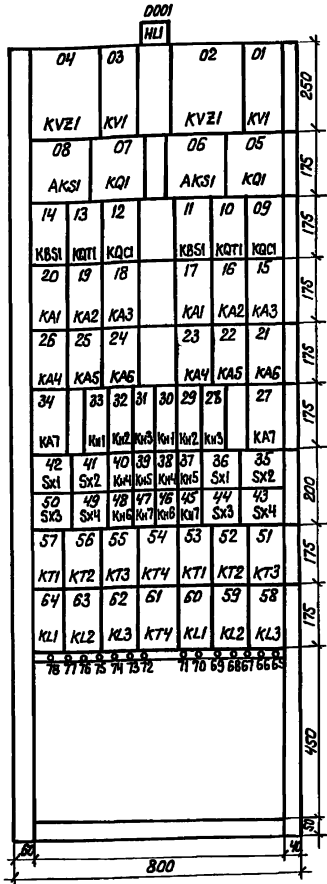 D001
HL1
04 03 02 01
KVZ1 KV1 KVZ1 KV1
250
08 07 06 05
AKS1 KQ1 AKS1 KQ1
175
14 13 12 11 10 09
KBS1 KQT1 KQC1 KBS1 KQT1 KQC1
175
20 19 18 17 16 15
KA1 KA2 KA3 KA1 KA2 KA3
175
26 25 24 23 22 21
KA4 KA5 KA6 KA4 KA5 KA6
175
34 33 32 31 30 29 28 27
KA7 KH1 KH2 KH3 KH1 KH2 KH3 KA7
175
42 41 40 39 38 37 36 35
SX1 SX2 KH4 KH5 KH4 KH5 SX1 SX2
200
50 49 48 47 46 45 44 43
SX3 SX4 KH6 KH7 KH6 KH7 SX3 SX4
57 56 55 54 53 52 51
KT1 KT2 KT3 KT4 KT1 KT2 KT3
175
64 63 62 61 60 59 58
KL1 KL2 KL3 KT4 KL1 KL2 KL3
175
78 77 76 75 74 73 72 71 70 69 68 67 66 65
450
50
60 40
800